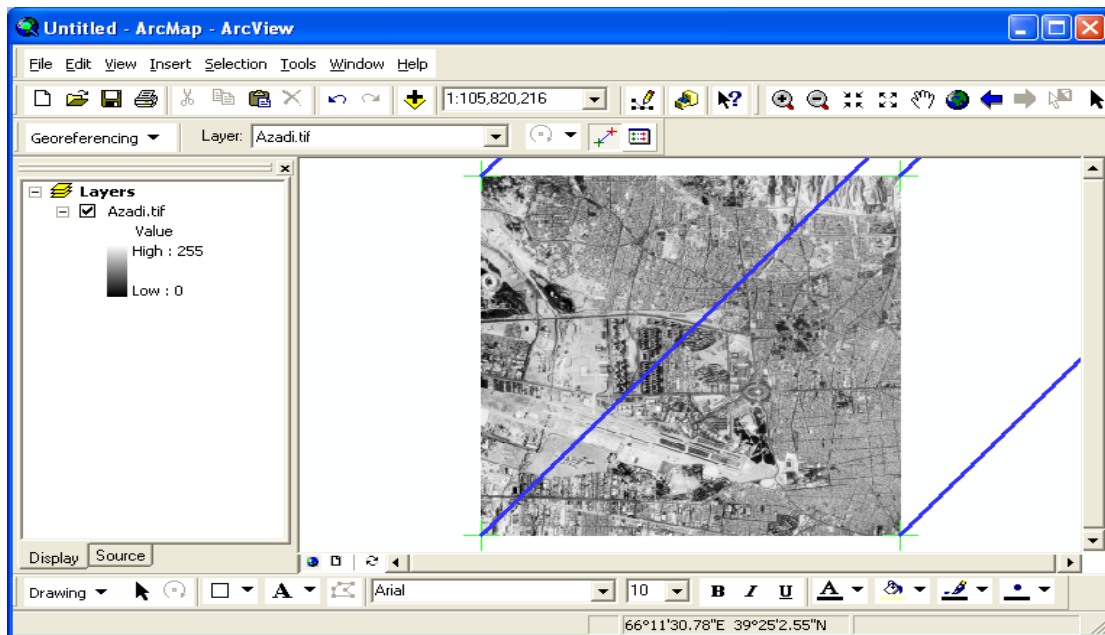 Untitled - ArcMap - ArcView
File Edit View Insert Selection Tools Window Help
1:105,820,216
Georeferencing Layer: Azadi.tif
Layers
Azadi.tif
Value
High : 255
Low : 0
Display Source
Drawing A Arial 10 B I U A
66°11'30.78"E 39°25'2.55"N